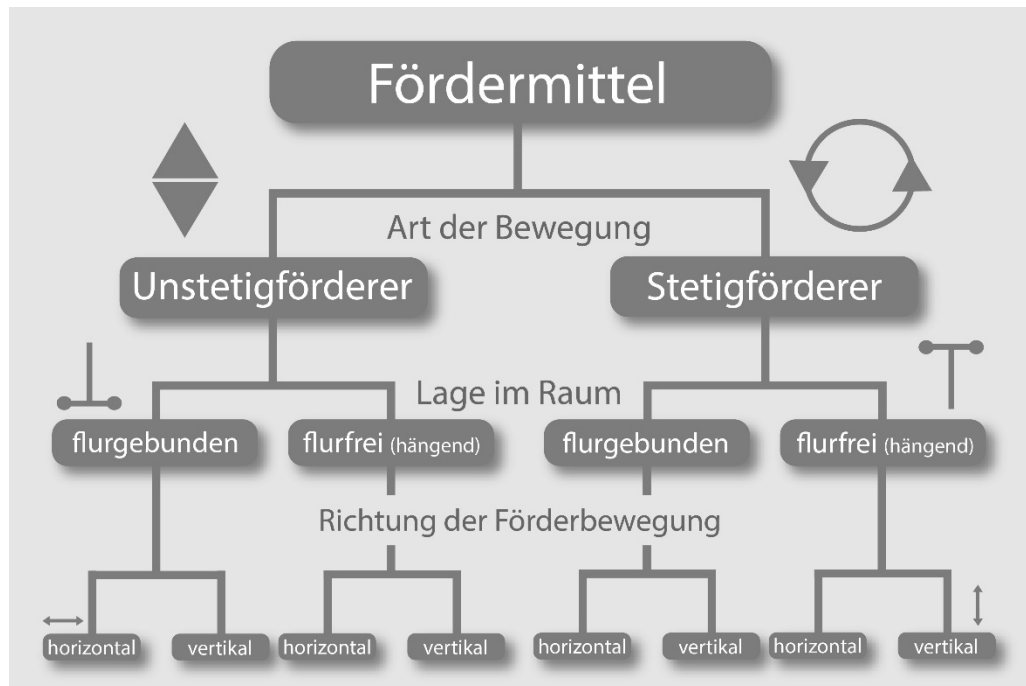 Fördermittel
Art der Bewegung
Unstetigförderer
Stetigförderer
Lage im Raum
flurgebunden
flurfrei (hängend)
flurgebunden
flurfrei (hängend)
Richtung der Förderbewegung
horizontal
vertikal
horizontal
vertikal
horizontal
vertikal
horizontal
vertikal